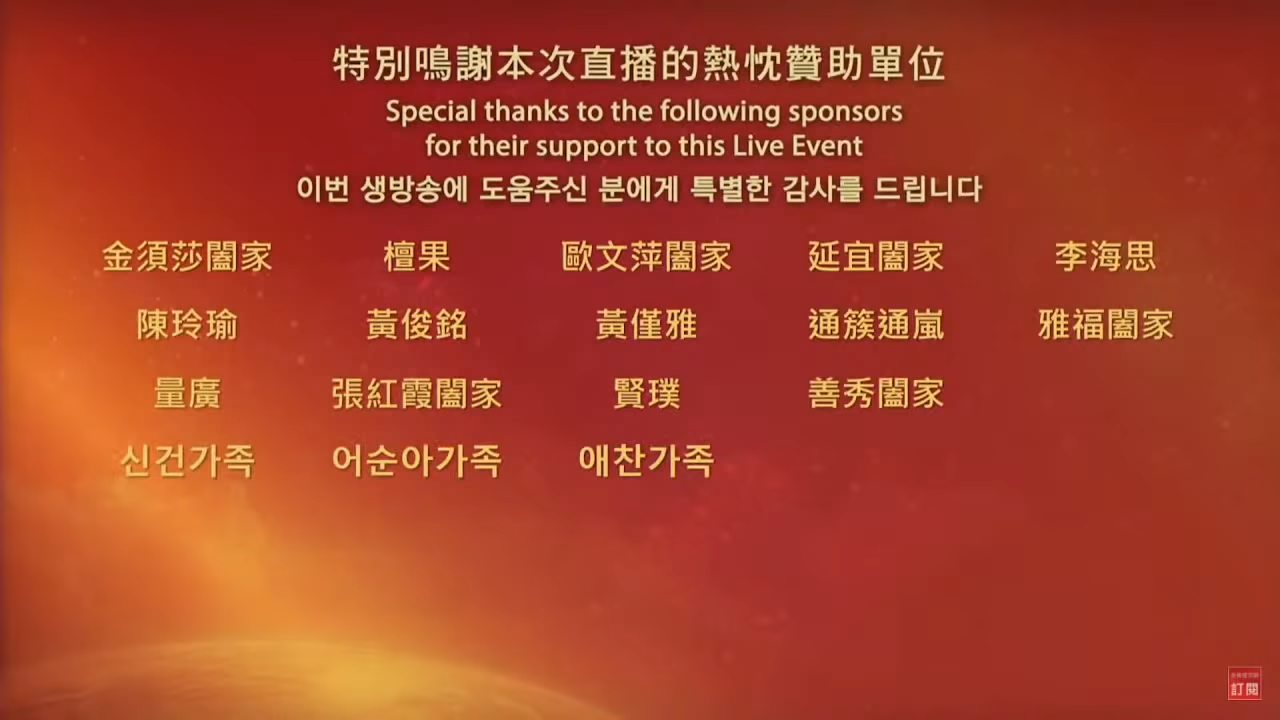 特別鳴謝本次直播的熱忱贊助單位
Special thanks to the following sponsors
for their support to this Live Event
이번 생방송에 도움주신 분에게 특별한 감사를 드립니다
金須莎闔家 檀果 歐文萍闔家 延宜闔家 李海思
陳玲瑜 黃俊銘 黃僅雅 通簇通嵐 雅福闔家
量廣 張紅霞闔家 賢璞 善秀闔家
신건가족 어순아가족 애찬가족
訂閱